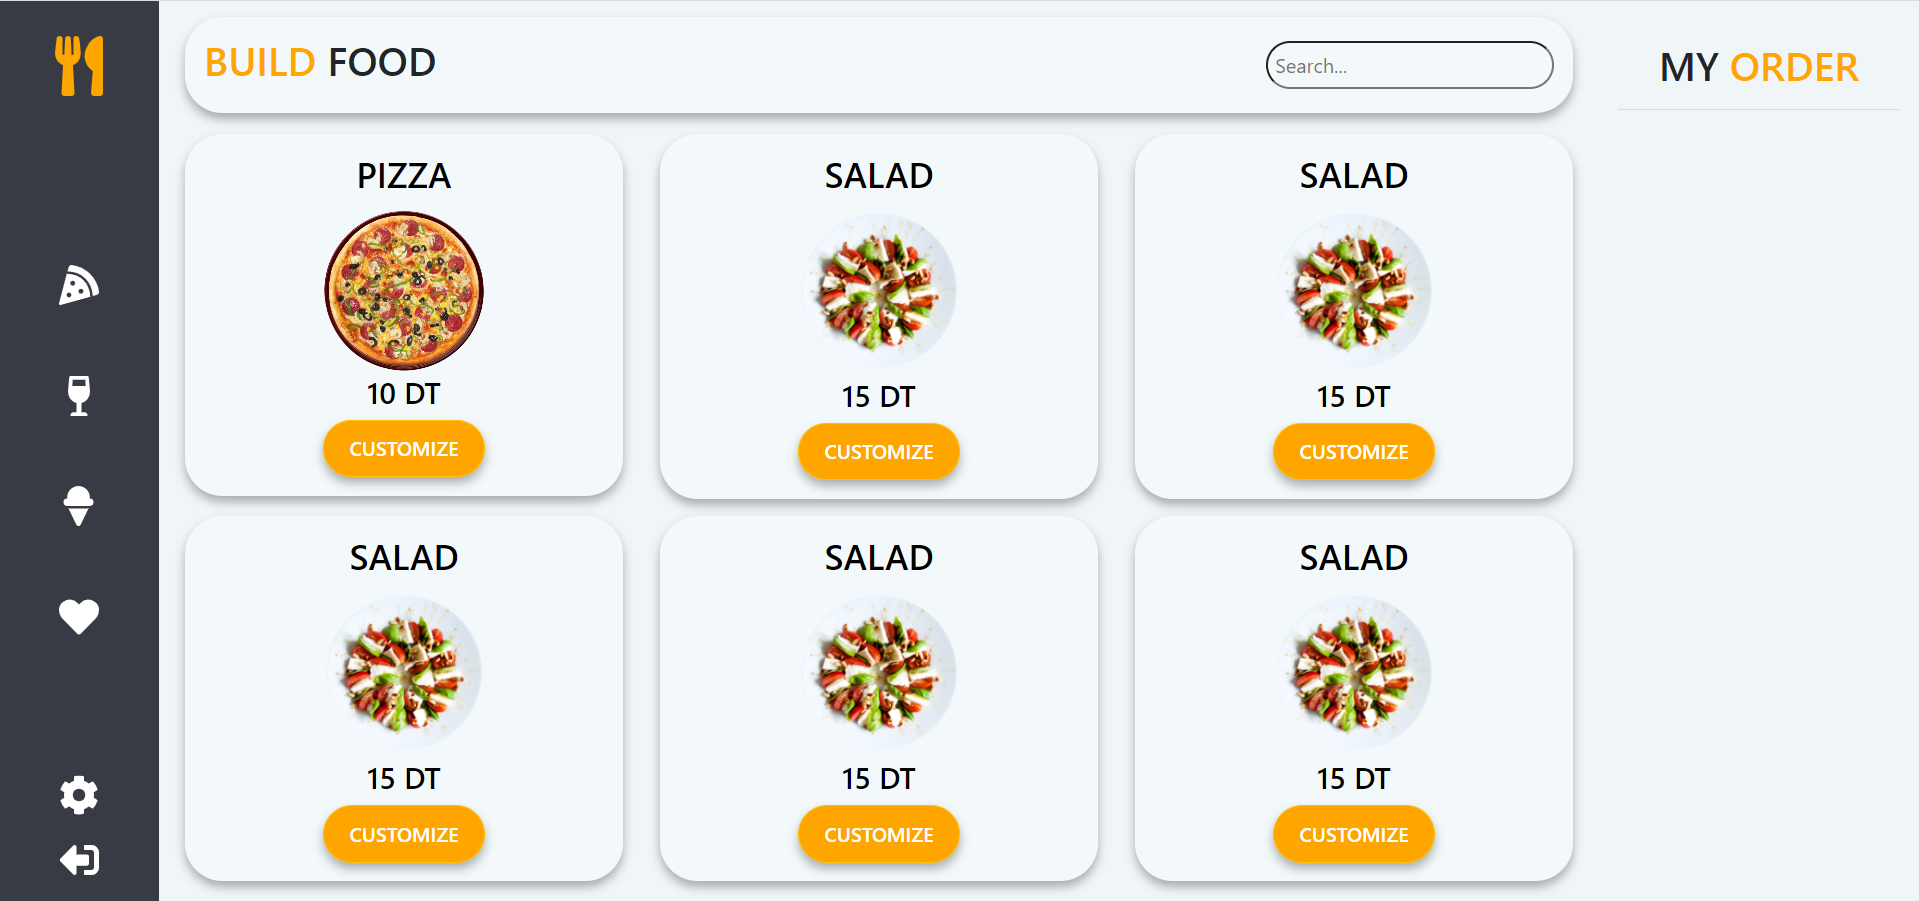 BUILD FOOD
Search...
MY ORDER
PIZZA
10 DT
CUSTOMIZE
SALAD
15 DT
CUSTOMIZE
SALAD
15 DT
CUSTOMIZE
SALAD
15 DT
CUSTOMIZE
SALAD
15 DT
CUSTOMIZE
SALAD
15 DT
CUSTOMIZE